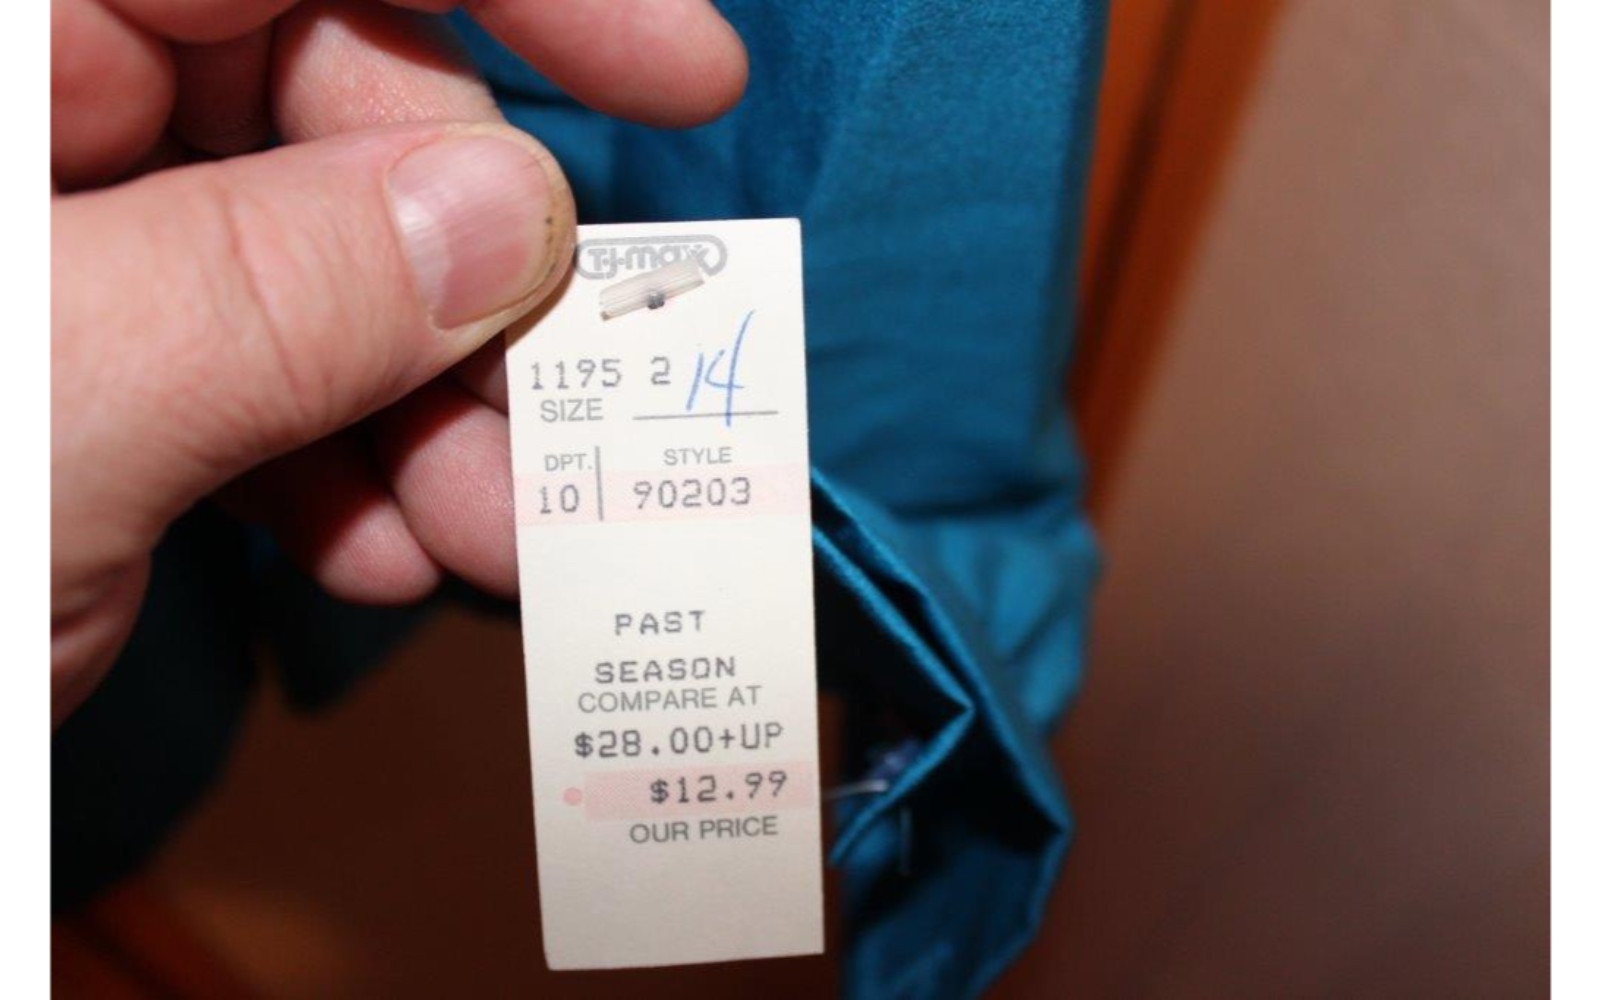 T·J·maxx
1195 2 14
SIZE
DPT. STYLE
10 90203
PAST
SEASON
COMPARE AT
$28.00+UP
$12.99
OUR PRICE